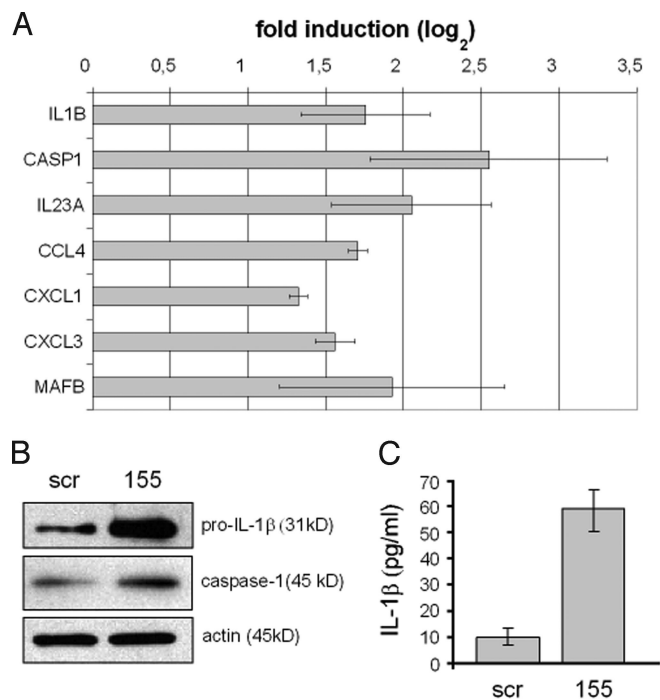 A
fold induction (log2)
0 0,5 1 1,5 2 2,5 3 3,5
IL1B
CASP1
IL23A
CCL4
CXCL1
CXCL3
MAFB
B
scr 155
pro-IL-1β (31kD)
caspase-1(45 kD)
actin (45kD)
C
IL-1β (pg/ml)
70
60
50
40
30
20
10
0
scr 155